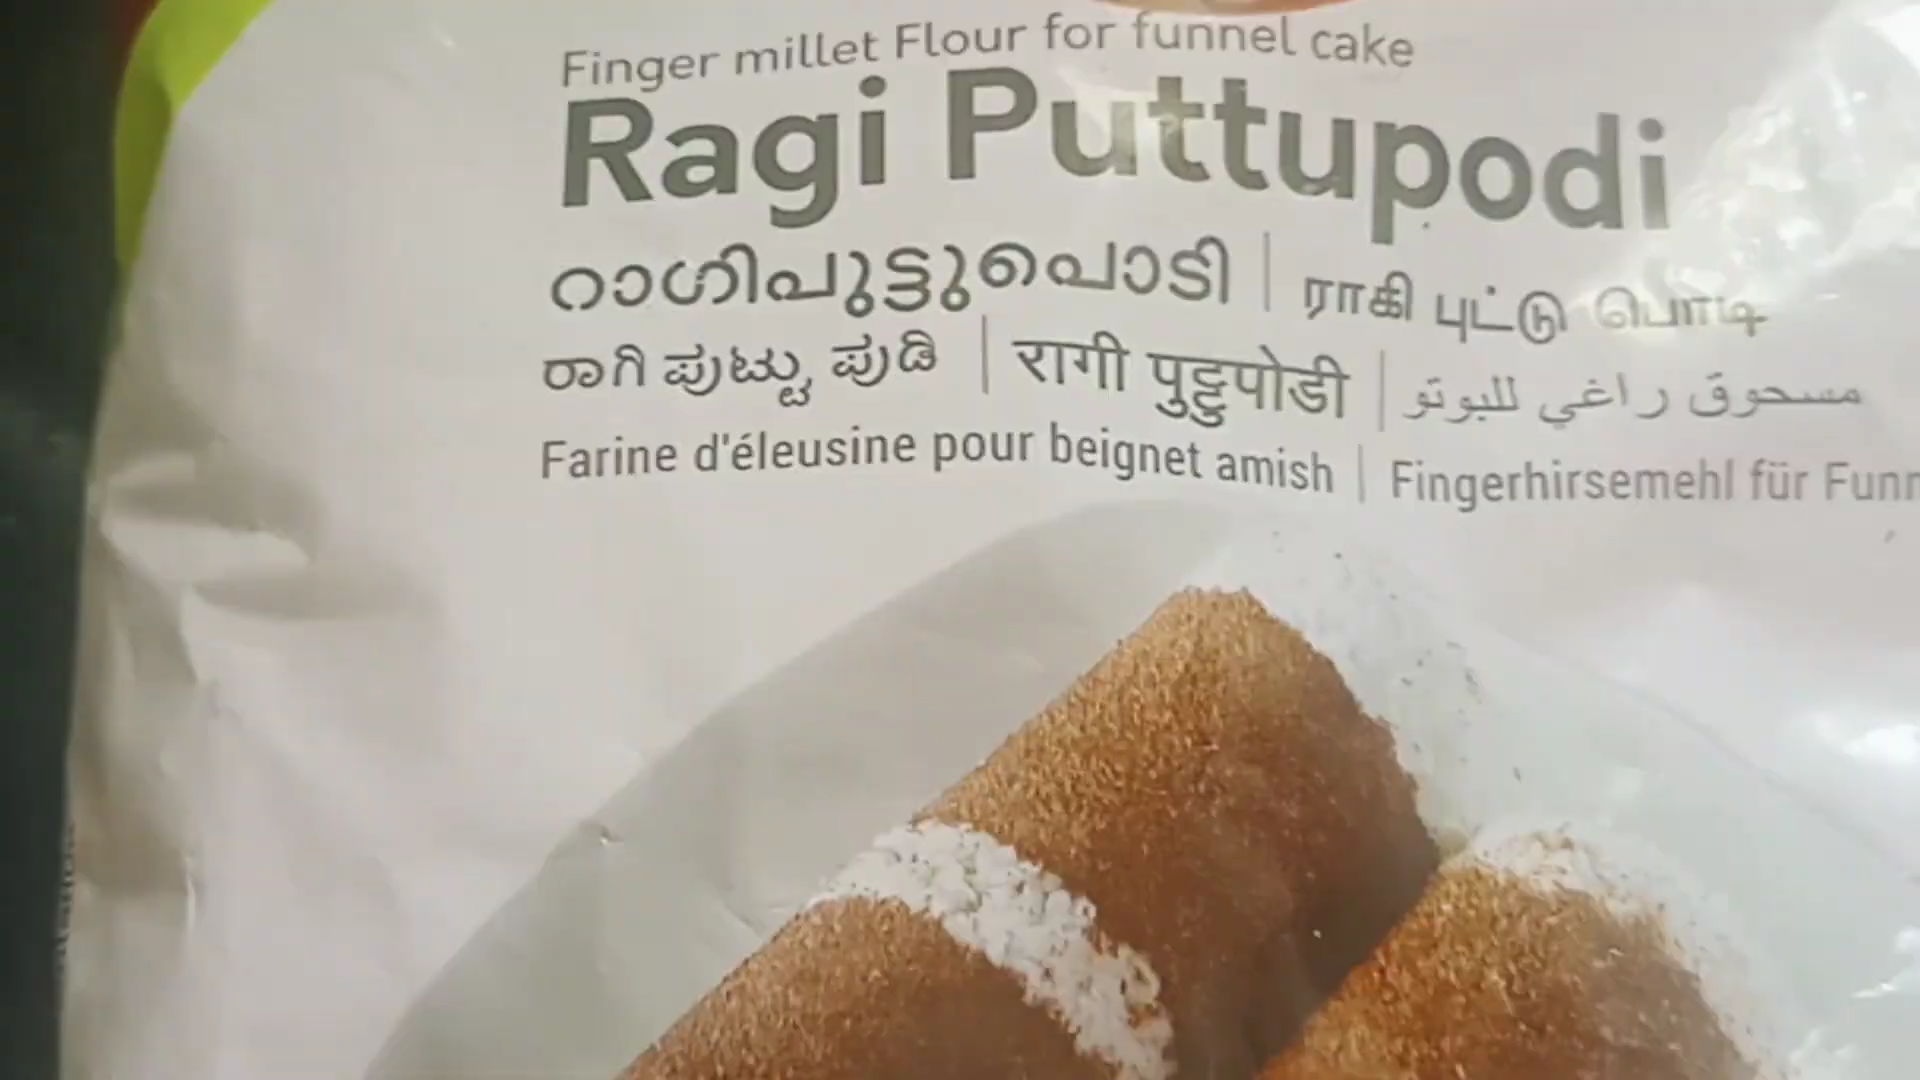 Finger millet Flour for funnel cake
Ragi Puttupodi
റാഗിപുട്ടുപൊടി | ராகி புட்டு பொடி
ರಾಗಿ ಪುಟ್ಟು ಪುಡಿ | रागी पुट्टुपोडी | مسحوق راغي للبوتو
Farine d'éleusine pour beignet amish | Fingerhirsemehl für